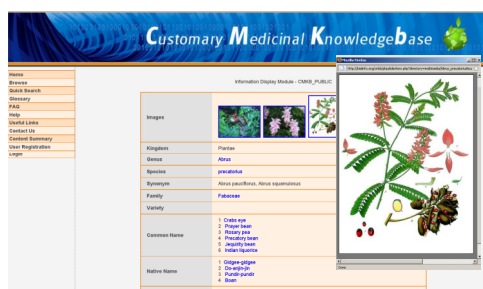 Customary Medicinal Knowledgebase
Mozilla Firefox
Home
Browse
Quick Search
Glossary
FAQ
Help
Useful Links
Contact Us
Content Summary
User Registration
Login
Information Display Module - CMKB_PUBLIC
Images
Kingdom Plantae
Genus Abrus
Species precatorius
Synonym Abrus pauciflorus, Abrus squamulosus
Family Fabaceae
Variety
Common Name
1 Crabs eye
2 Prayer bean
3 Rosary pea
4 Precatory bean
5 Jequirity bean
6 Indian liquorice
Native Name
1 Gidgee-gidgee
2 Do-anjin-jin
3 Pundir-pundir
4 Boan
Done